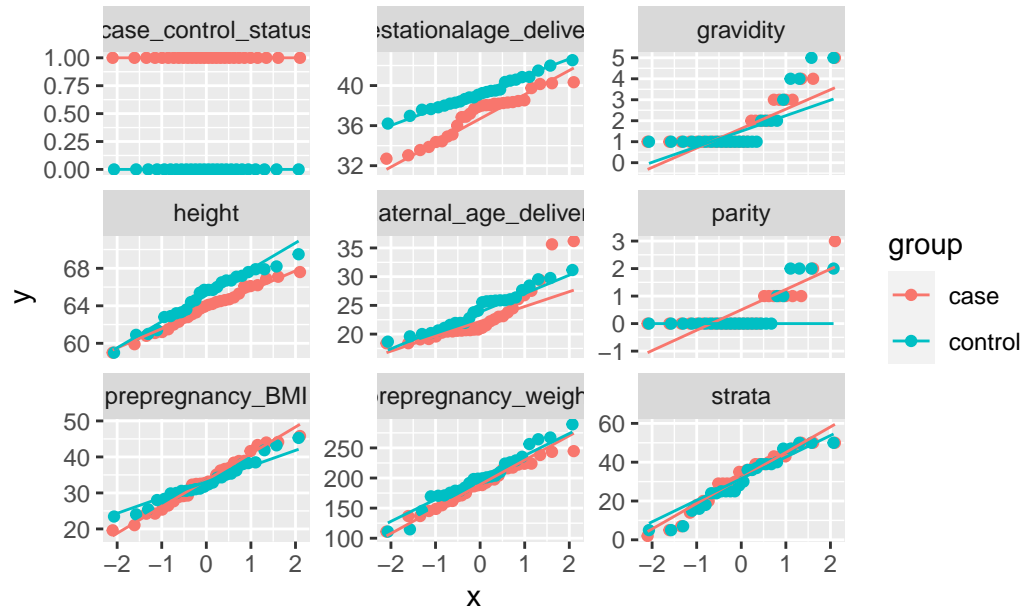 case_control_status
estationalage_deliver
gravidity
1.00
0.75
0.50
0.25
0.00
40
36
32
5
4
3
2
1
0
height
aternal_age_deliver
parity
68
64
60
35
30
25
20
3
2
1
0
−1
prepregnancy_BMI
prepregnancy_weigh
strata
50
40
30
20
250
200
150
100
60
40
20
0
−2 −1 0 1 2
−2 −1 0 1 2
−2 −1 0 1 2
x
y
group
case
control